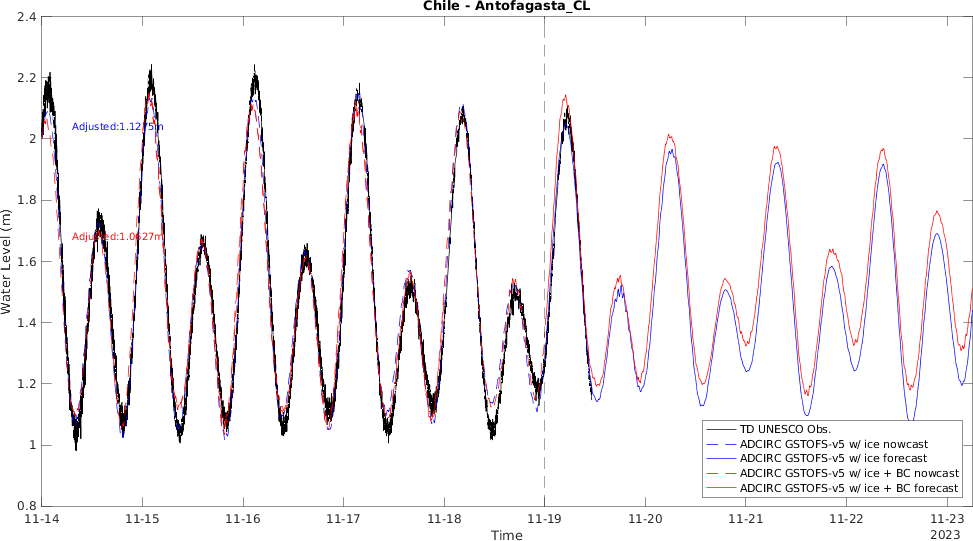 Chile - Antofagasta_CL
2.4
2.2
2
1.8
1.6
1.4
1.2
1
0.8
Water Level (m)
Adjusted:1.1275m
Adjusted:1.0627m
TD UNESCO Obs.
ADCIRC GSTOFS-v5 w/ ice nowcast
ADCIRC GSTOFS-v5 w/ ice forecast
ADCIRC GSTOFS-v5 w/ ice + BC nowcast
ADCIRC GSTOFS-v5 w/ ice + BC forecast
11-14 11-15 11-16 11-17 11-18 11-19 11-20 11-21 11-22 11-23
Time
2023